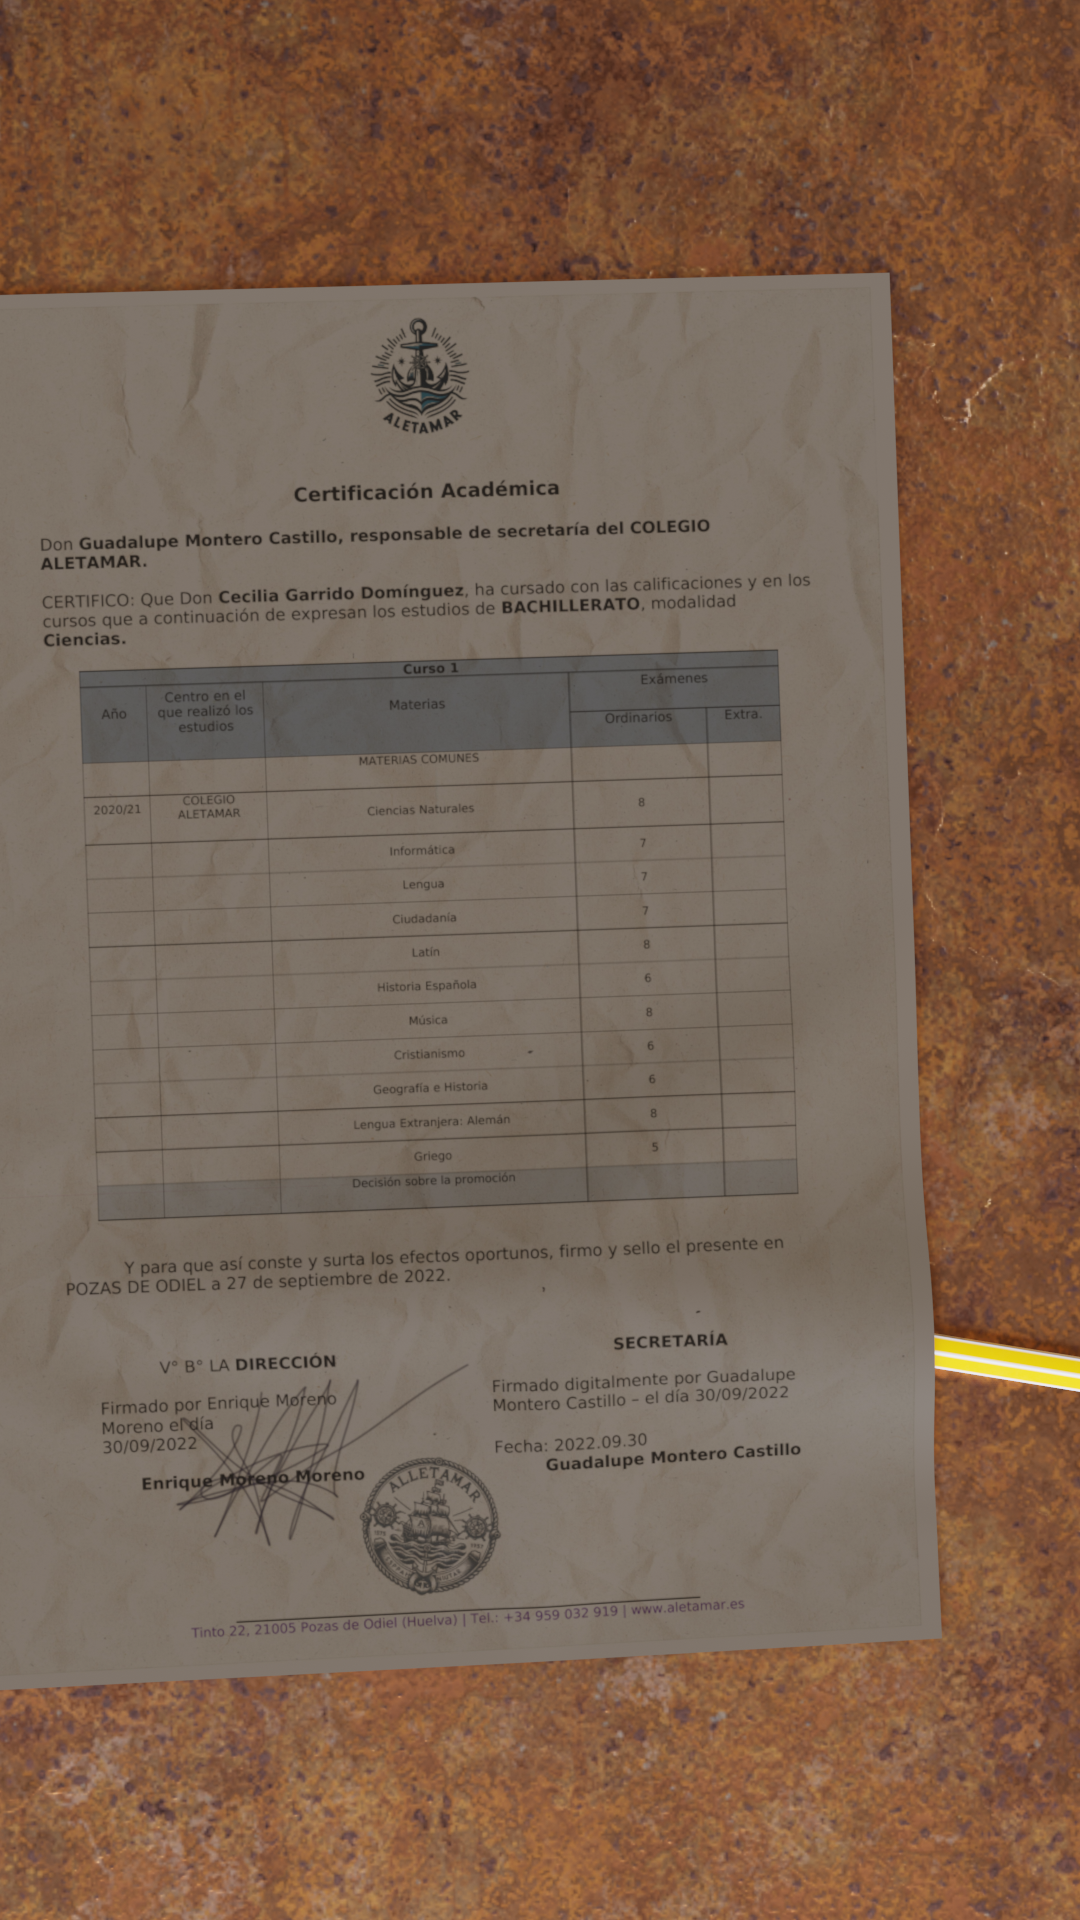 ALETAMAR
Certificación Académica
Don Guadalupe Montero Castillo, responsable de secretaría del COLEGIO
ALETAMAR.
CERTIFICO: Que Don Cecilia Garrido Domínguez, ha cursado con las calificaciones y en los
cursos que a continuación de expresan los estudios de BACHILLERATO, modalidad
Ciencias.
Curso 1
Año
Centro en el
que realizó los
estudios
Materias
Exámenes
Ordinarios
Extra.
MATERIAS COMUNES
2020/21
COLEGIO
ALETAMAR
Ciencias Naturales
8
Informática
7
Lengua
7
Ciudadanía
7
Latín
8
Historia Española
6
Música
8
Cristianismo
6
Geografía e Historia
6
Lengua Extranjera: Alemán
8
Griego
5
Decisión sobre la promoción
Y para que así conste y surta los efectos oportunos, firmo y sello el presente en
POZAS DE ODIEL a 27 de septiembre de 2022.
V° B° LA DIRECCIÓN
Firmado por Enrique Moreno
Moreno el día
30/09/2022
Enrique Moreno Moreno
SECRETARÍA
Firmado digitalmente por Guadalupe
Montero Castillo – el día 30/09/2022
Fecha: 2022.09.30
Guadalupe Montero Castillo
ALLETAMAR
Tinto 22, 21005 Pozas de Odiel (Huelva) | Tel.: +34 959 032 919 | www.aletamar.es